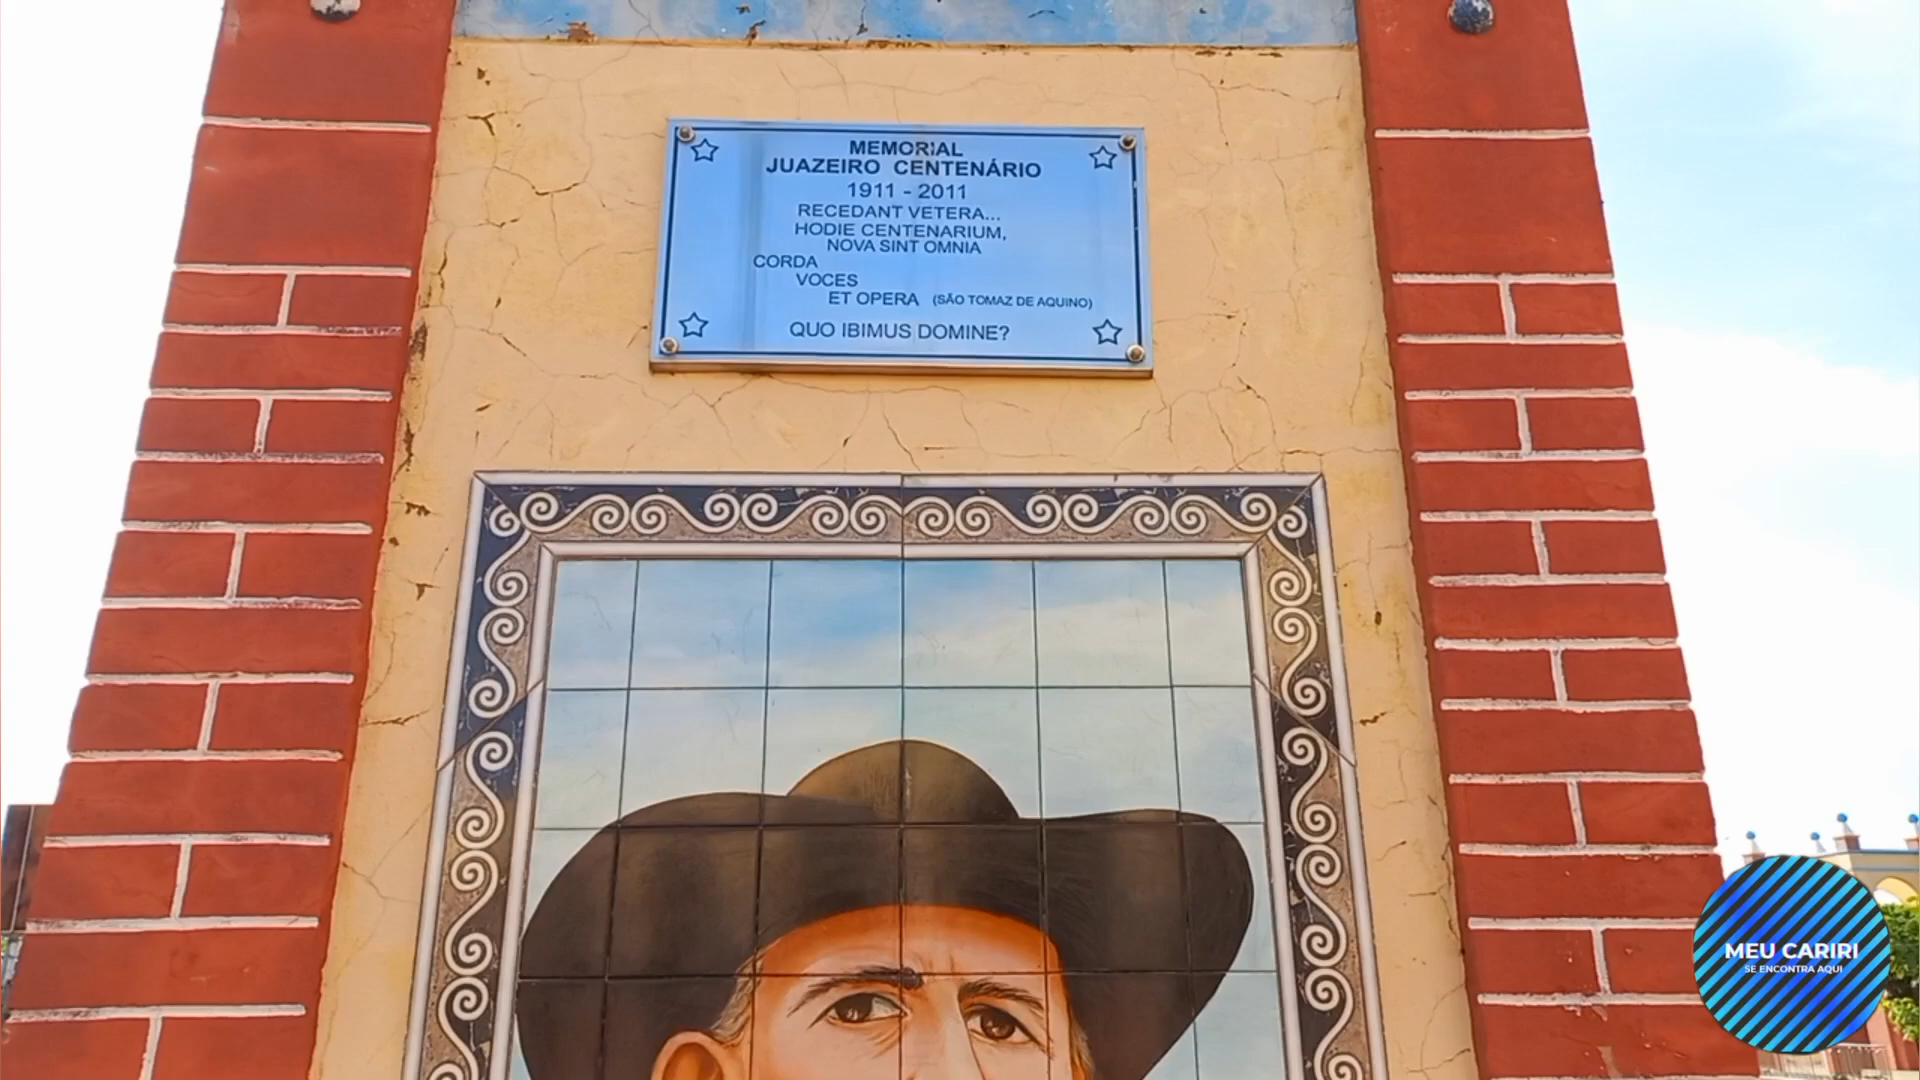 MEMORIAL
JUAZEIRO CENTENÁRIO
1911 - 2011
RECEDANT VETERA...
HODIE CENTENARIUM,
NOVA SINT OMNIA
CORDA
VOCES
ET OPERA (SÃO TOMAZ DE AQUINO)
QUO IBIMUS DOMINE?
MEU CARIRI
SE ENCONTRA AQUI